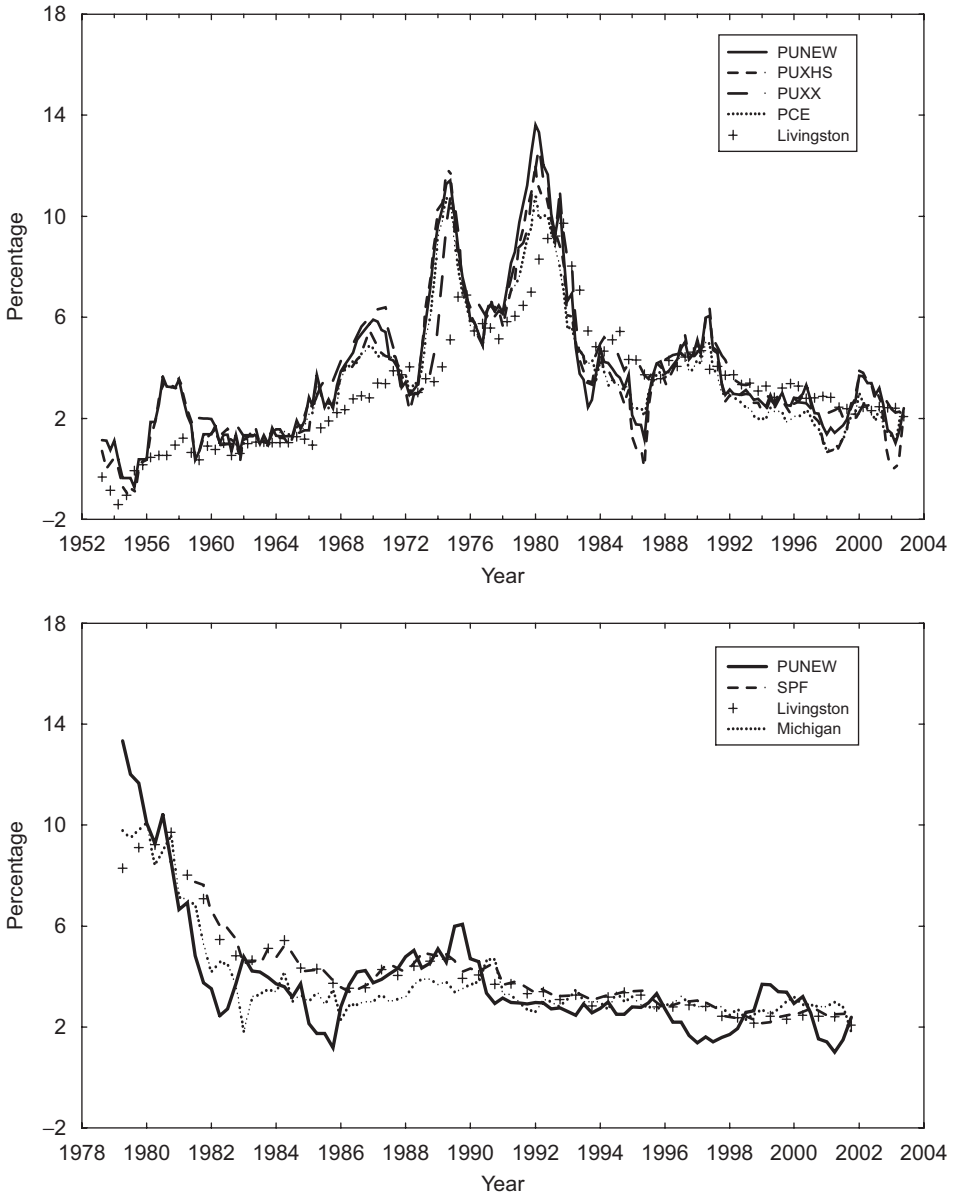 18
14
10
6
2
–2
Percentage
PUNEW
PUXHS
PUXX
PCE
Livingston
1952 1956 1960 1964 1968 1972 1976 1980 1984 1988 1992 1996 2000 2004
Year
18
14
10
6
2
–2
Percentage
PUNEW
SPF
Livingston
Michigan
1978 1980 1982 1984 1986 1988 1990 1992 1994 1996 1998 2000 2002 2004
Year